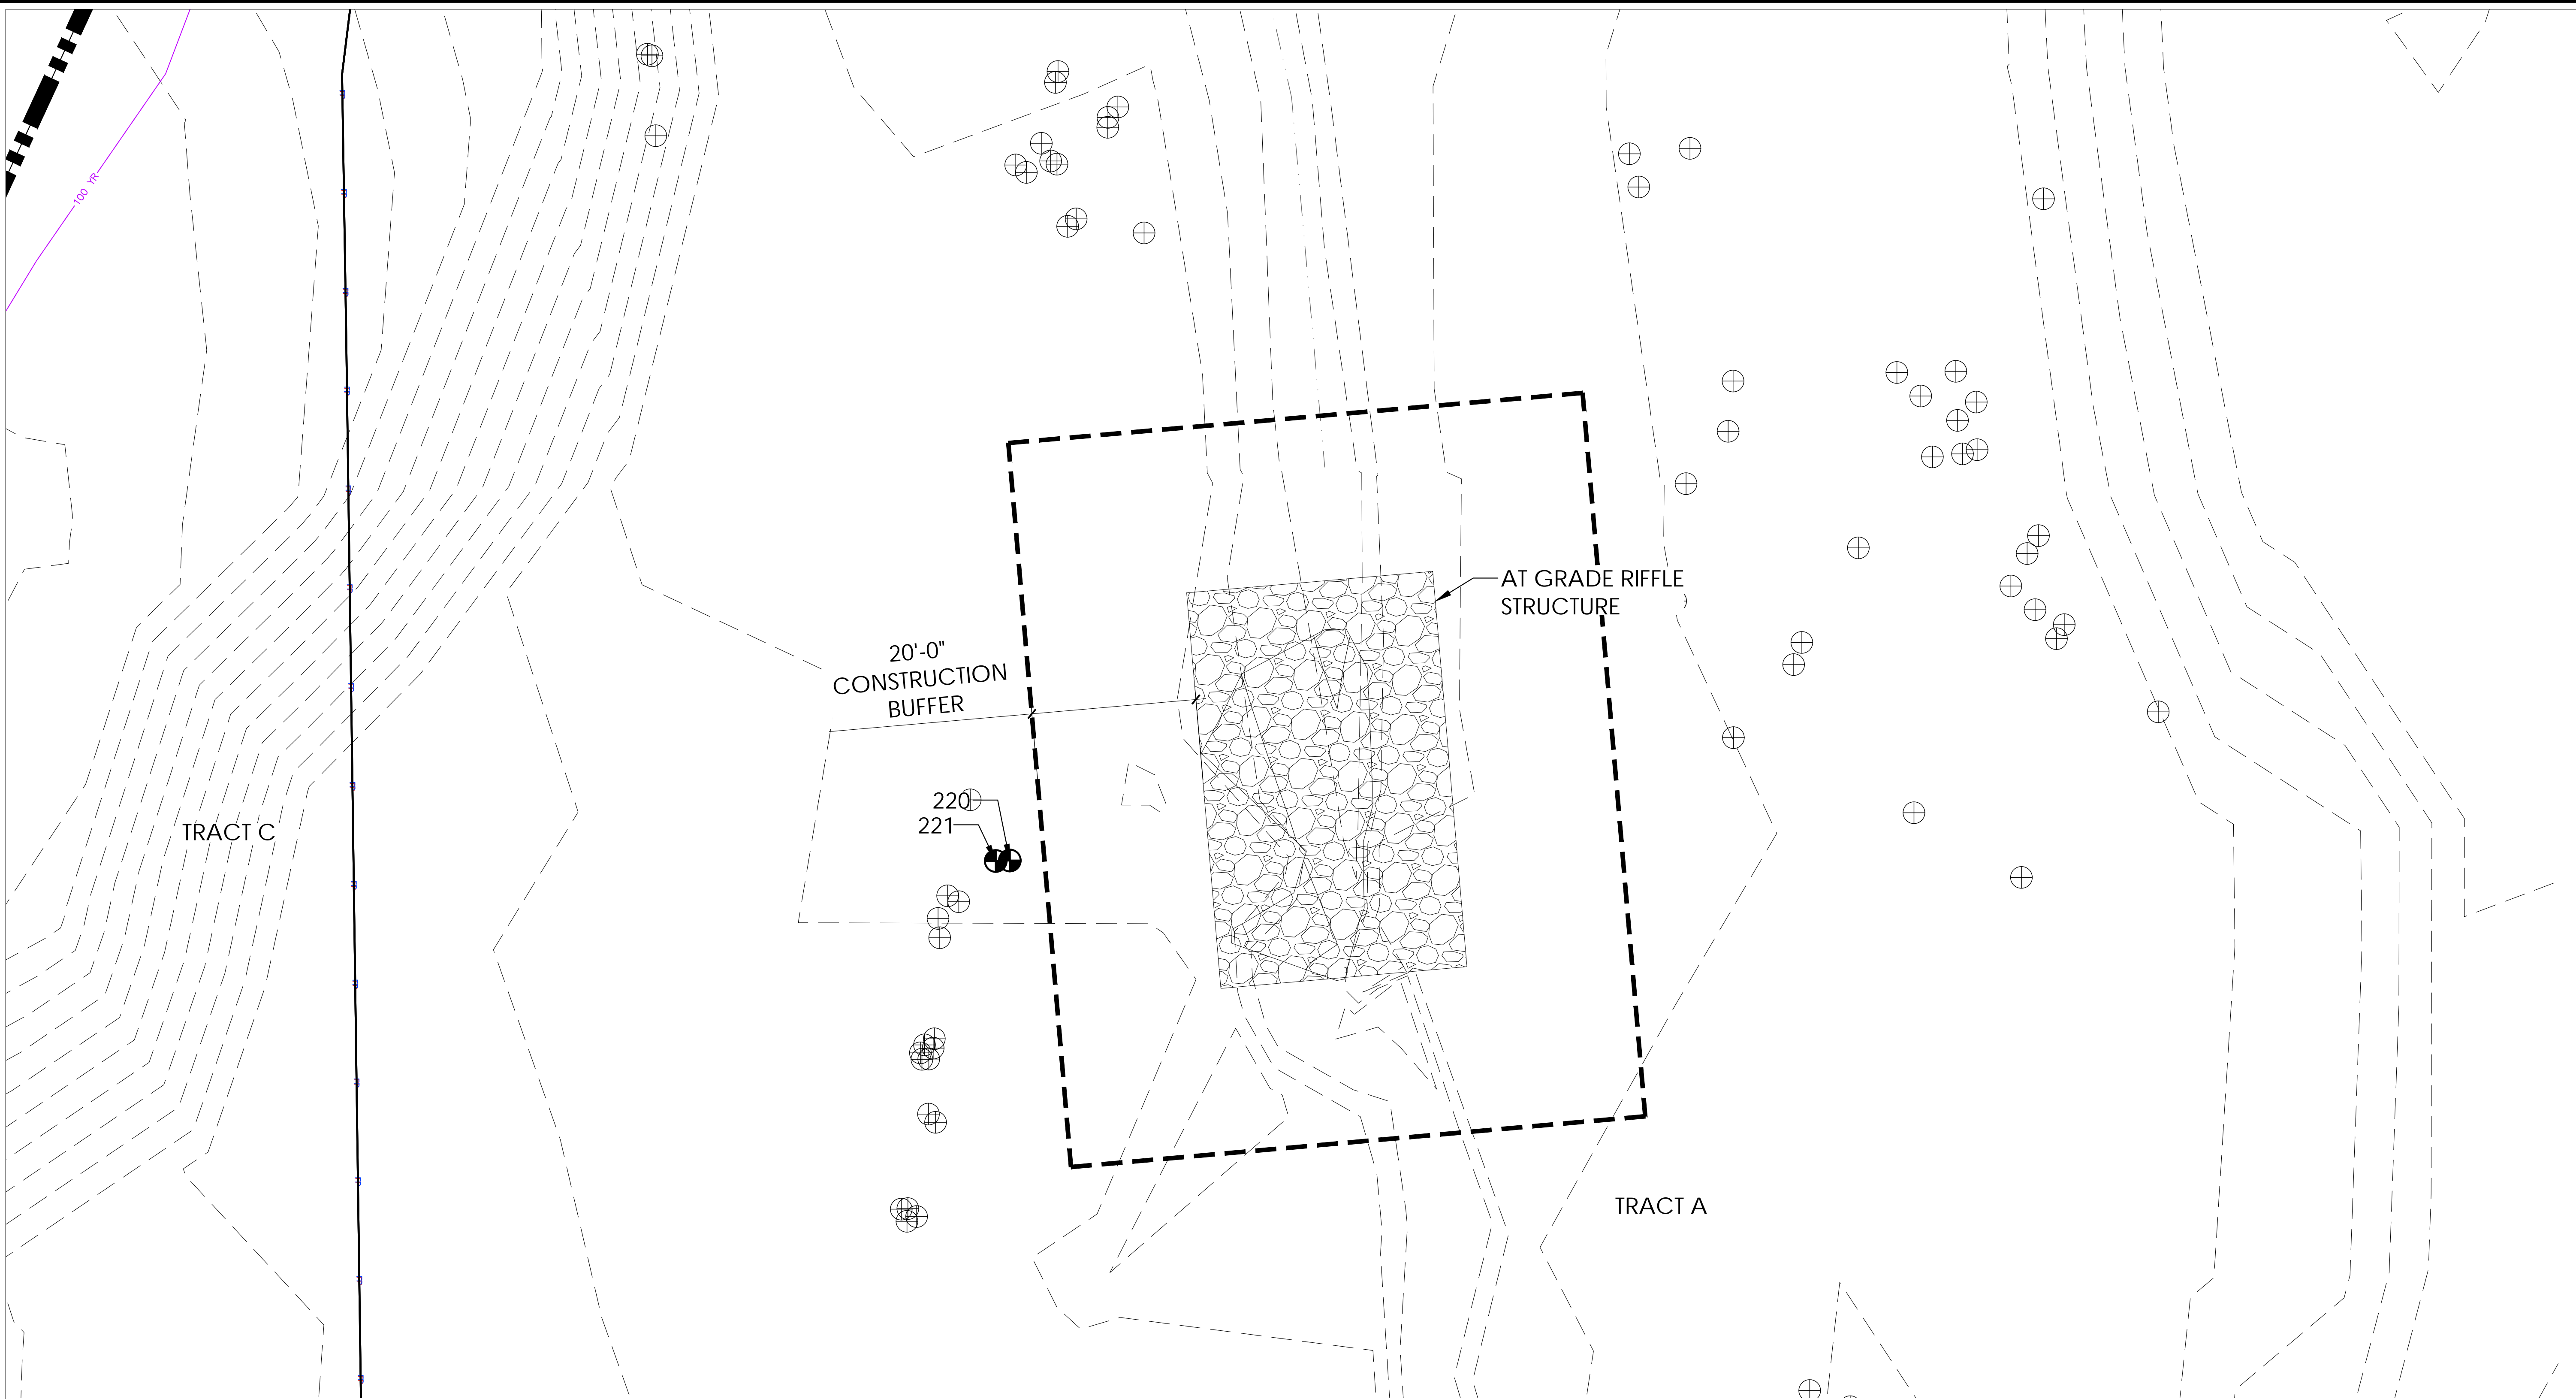 100 YR
AT GRADE RIFFLE
STRUCTURE
20'-0"
CONSTRUCTION
BUFFER
220
221
TRACT C
TRACT A